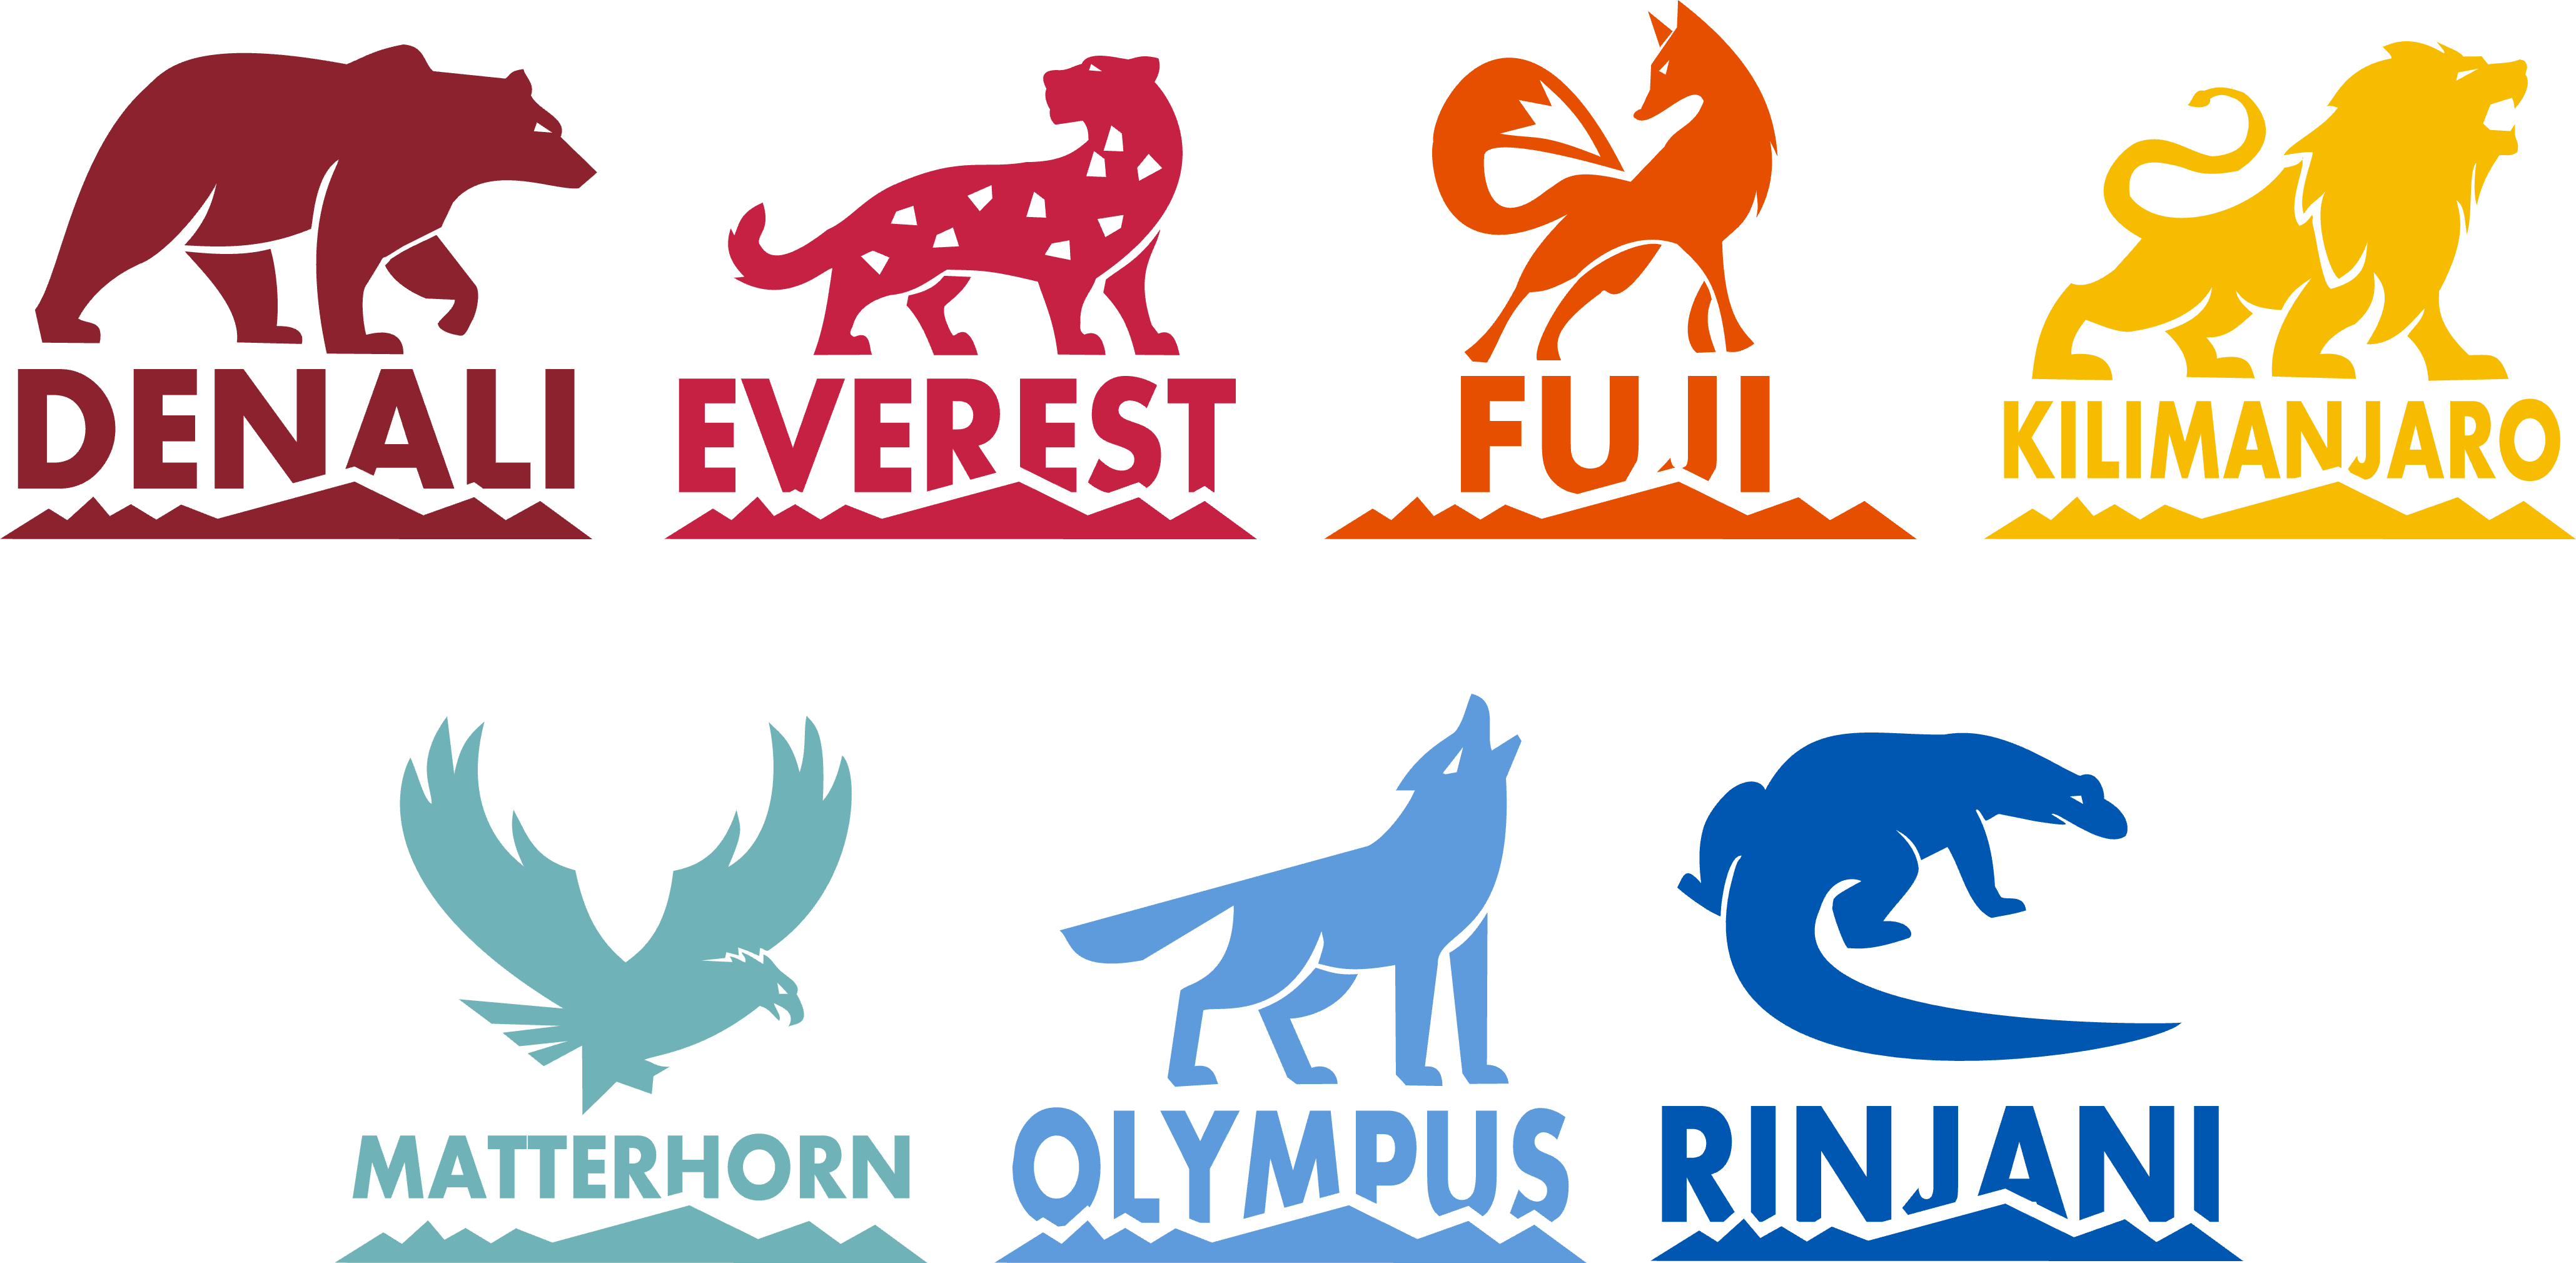 DENALI
EVEREST
FUJI
KILIMANJARO
MATTERHORN
OLYMPUS
RINJANI